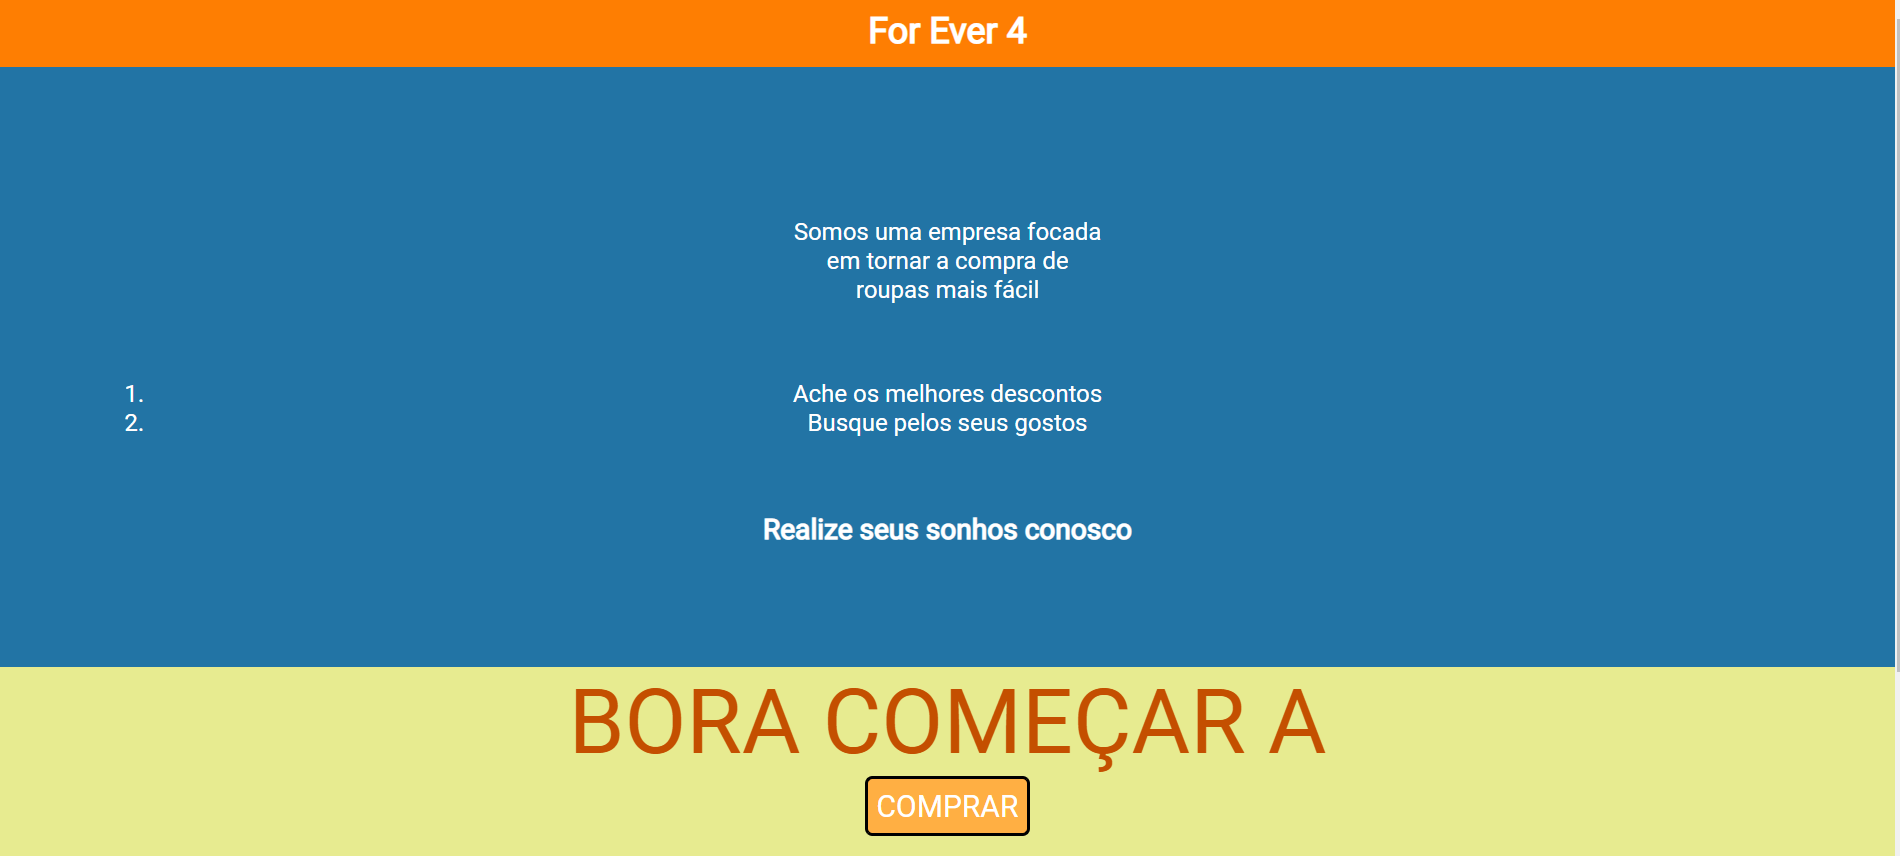 For Ever 4
Somos uma empresa focada
em tornar a compra de
roupas mais fácil
1. Ache os melhores descontos
2. Busque pelos seus gostos
Realize seus sonhos conosco
BORA COMEÇAR A
COMPRAR